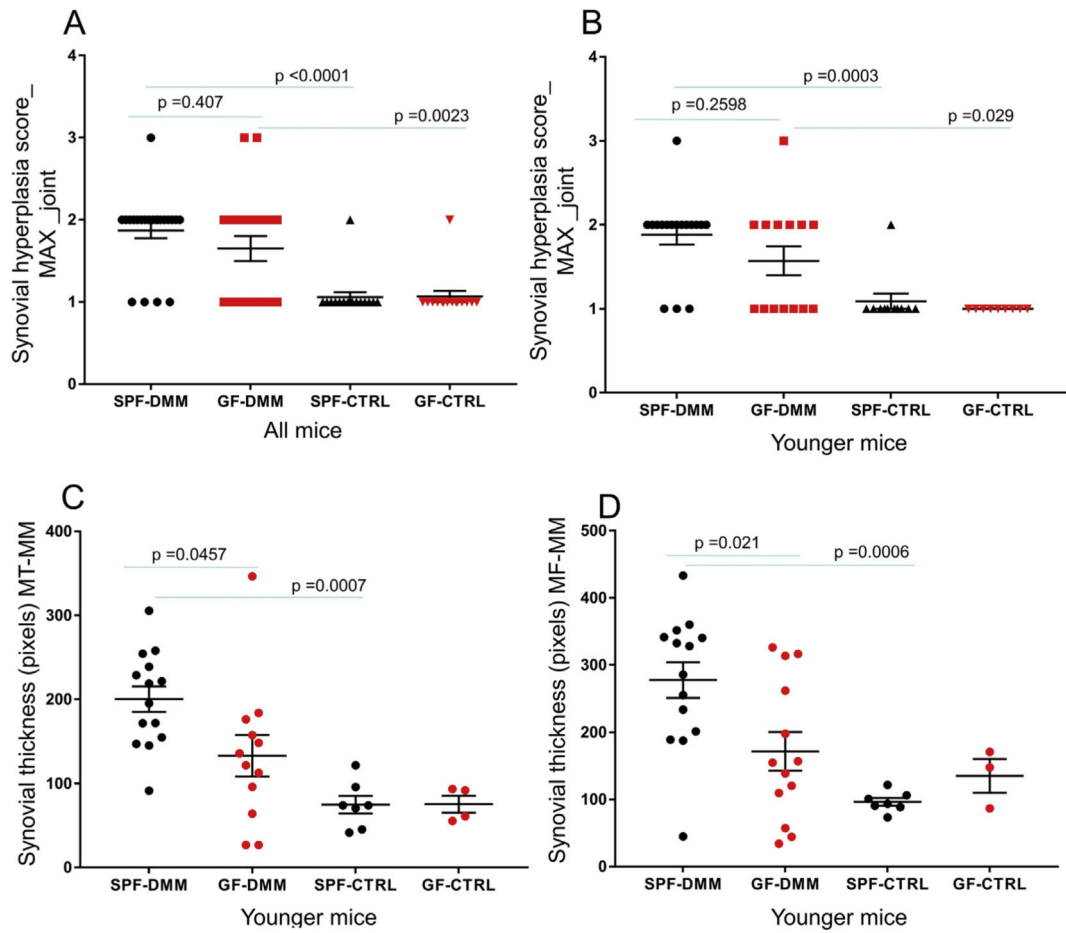 A
Synovial hyperplasia score_
MAX _joint
4
3
2
1
0
p <0.0001
p =0.407
p =0.0023
SPF-DMM GF-DMM SPF-CTRL GF-CTRL
All mice
B
Synovial hyperplasia score_
MAX _joint
4
3
2
1
0
p =0.0003
p =0.2598
p =0.029
SPF-DMM GF-DMM SPF-CTRL GF-CTRL
Younger mice
C
Synovial thickness (pixels) MT-MM
400
300
200
100
0
p =0.0457
p =0.0007
SPF-DMM GF-DMM SPF-CTRL GF-CTRL
Younger mice
D
Synovial thickness (pixels) MF-MM
500
400
300
200
100
0
p =0.021
p =0.0006
SPF-DMM GF-DMM SPF-CTRL GF-CTRL
Younger mice